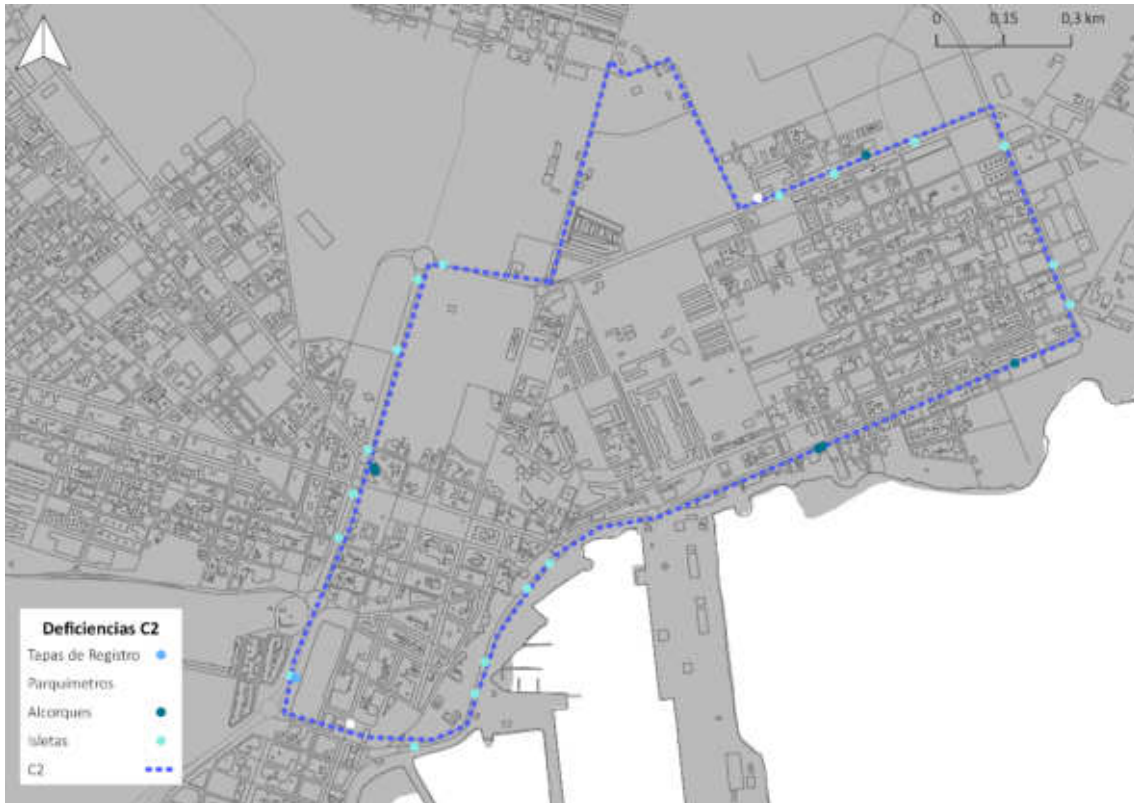 0 0,15 0,3 km
Deficiencias C2
Tapas de Registro
Parquímetros
Alcorques
Isletas
C2